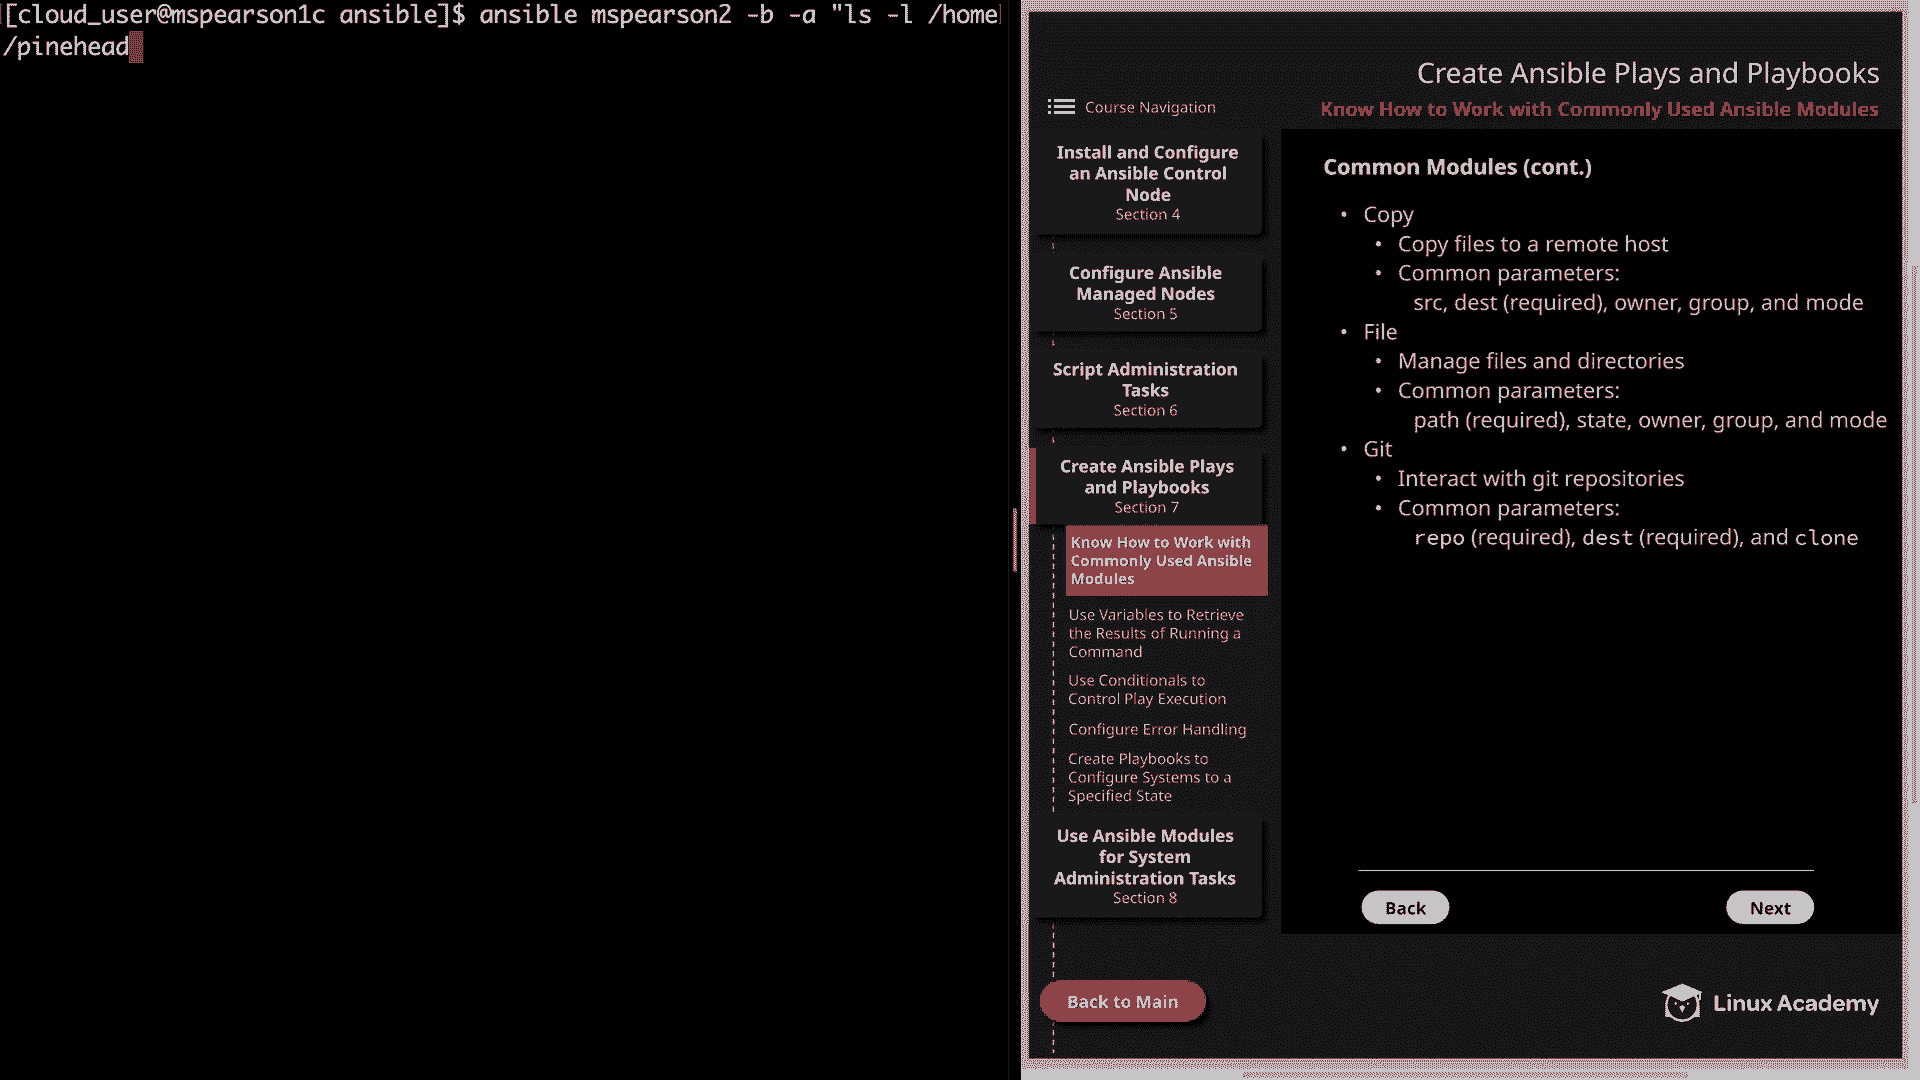 [cloud_user@mspearson1c ansible]$ ansible mspearson2 -b -a "ls -l /home
/pinehead
Create Ansible Plays and Playbooks
Know How to Work with Commonly Used Ansible Modules
Course Navigation
Install and Configure
an Ansible Control
Node
Section 4
Configure Ansible
Managed Nodes
Section 5
Script Administration
Tasks
Section 6
Create Ansible Plays
and Playbooks
Section 7
Know How to Work with
Commonly Used Ansible
Modules
Use Variables to Retrieve
the Results of Running a
Command
Use Conditionals to
Control Play Execution
Configure Error Handling
Create Playbooks to
Configure Systems to a
Specified State
Use Ansible Modules
for System
Administration Tasks
Section 8
Back to Main
Common Modules (cont.)
• Copy
• Copy files to a remote host
• Common parameters:
src, dest (required), owner, group, and mode
• File
• Manage files and directories
• Common parameters:
path (required), state, owner, group, and mode
• Git
• Interact with git repositories
• Common parameters:
repo (required), dest (required), and clone
Back
Next
Linux Academy